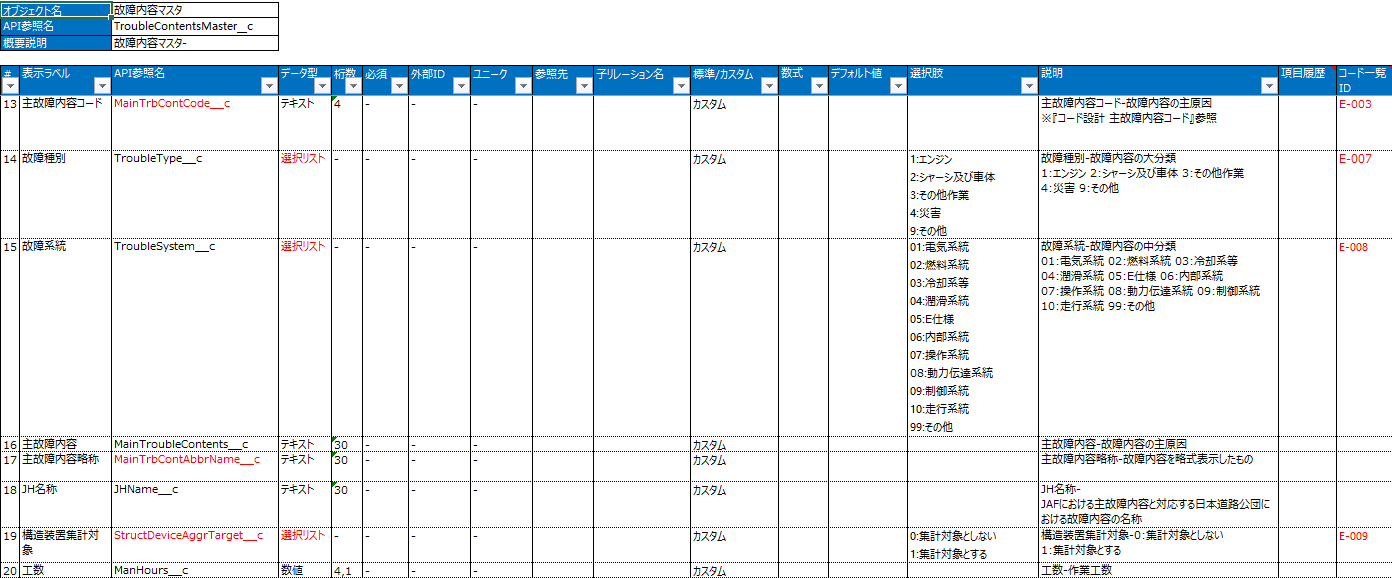 オブジェクト名 故障内容マスタ
API参照名 TroubleContentsMaster__c
概要説明 故障内容マスタ-
# 表示ラベル API参照名 データ型 桁数 必須 外部ID ユニーク 参照先 子リレーション名 標準/カスタム 数式 デフォルト値 選択肢 説明 項目履歴 コード一覧
ID
13 主故障内容コード MainTrbContCode__c テキスト 4 - - - カスタム 主故障内容コード-故障内容の主原因 E-003
※『コード設計 主故障内容コード』参照
14 故障種別 TroubleType__c 選択リスト - - - - カスタム 1:エンジン 故障種別-故障内容の大分類 E-007
2:シャーシ及び車体 1:エンジン 2:シャーシ及び車体 3:その他作業
3:その他作業 4:災害 9:その他
4:災害
9:その他
15 故障系統 TroubleSystem__c 選択リスト - - - - カスタム 01:電気系統 故障系統-故障内容の中分類 E-008
02:燃料系統 01:電気系統 02:燃料系統 03:冷却系等
03:冷却系等 04:潤滑系統 05:E仕様 06:内部系統
04:潤滑系統 07:操作系統 08:動力伝達系統 09:制御系統
05:E仕様 10:走行系統 99:その他
06:内部系統
07:操作系統
08:動力伝達系統
09:制御系統
10:走行系統
99:その他
16 主故障内容 MainTroubleContents__c テキスト 30 - - - カスタム 主故障内容-故障内容の主原因
17 主故障内容略称 MainTrbContAbbrName__c テキスト 30 - - - カスタム 主故障内容略称-故障内容を略式表示したもの
18 JH名称 JHName__c テキスト 30 - - - カスタム JH名称-
JAFにおける主故障内容と対応する日本道路公団に
おける故障内容の名称
19 構造装置集計対 StructDeviceAggrTarget__c 選択リスト - - - - カスタム 0:集計対象としない 構造装置集計対象-0:集計対象としない E-009
象 1:集計対象とする 1:集計対象とする
20 工数 ManHours__c 数値 4,1 - - - カスタム 工数-作業工数